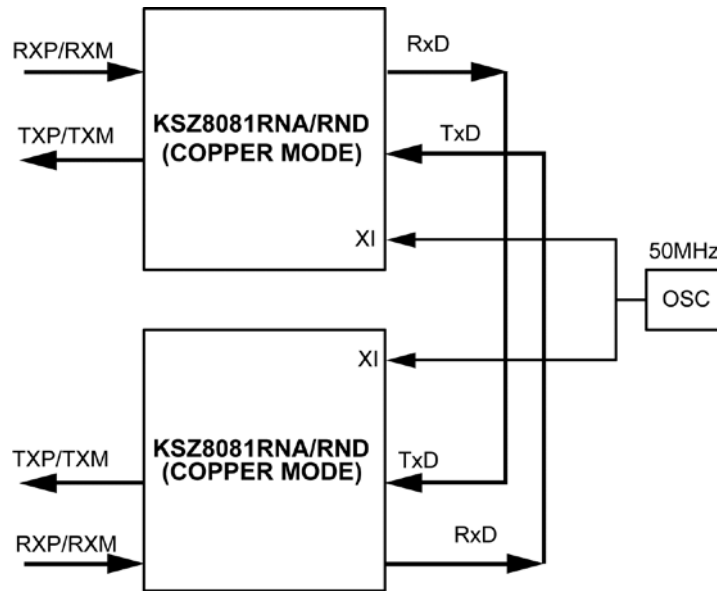 RXP/RXM
RxD
KSZ8081RNA/RND
(COPPER MODE)
TXP/TXM
TxD
XI
50MHz
OSC
XI
KSZ8081RNA/RND
(COPPER MODE)
TXP/TXM
TxD
RXP/RXM
RxD